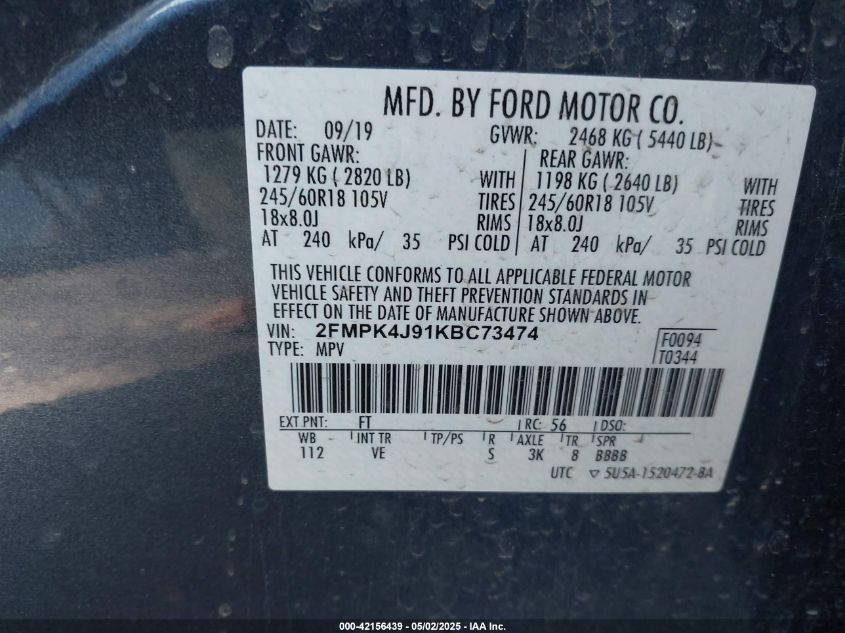 MFD. BY FORD MOTOR CO.
DATE: 09/19 GVWR: 2468 KG ( 5440 LB)
FRONT GAWR: REAR GAWR:
1279 KG ( 2820 LB) WITH 1198 KG ( 2640 LB) WITH
245/60R18 105V TIRES 245/60R18 105V TIRES
18x8.0J RIMS 18x8.0J RIMS
AT 240 kPa/ 35 PSI COLD AT 240 kPa/ 35 PSI COLD
THIS VEHICLE CONFORMS TO ALL APPLICABLE FEDERAL MOTOR
VEHICLE SAFETY AND THEFT PREVENTION STANDARDS IN
EFFECT ON THE DATE OF MANUFACTURE SHOWN ABOVE.
VIN: 2FMPK4J91KBC73474 F0094
TYPE: MPV T0344
EXT PNT: FT RC: 56 DSO:
WB INT TR TP/PS R AXLE TR SPR
112 VE S 3K 8 BBBB
UTC ▽ 5U5A-1520472-BA
000-42156439 - 05/02/2025 - IAA Inc.